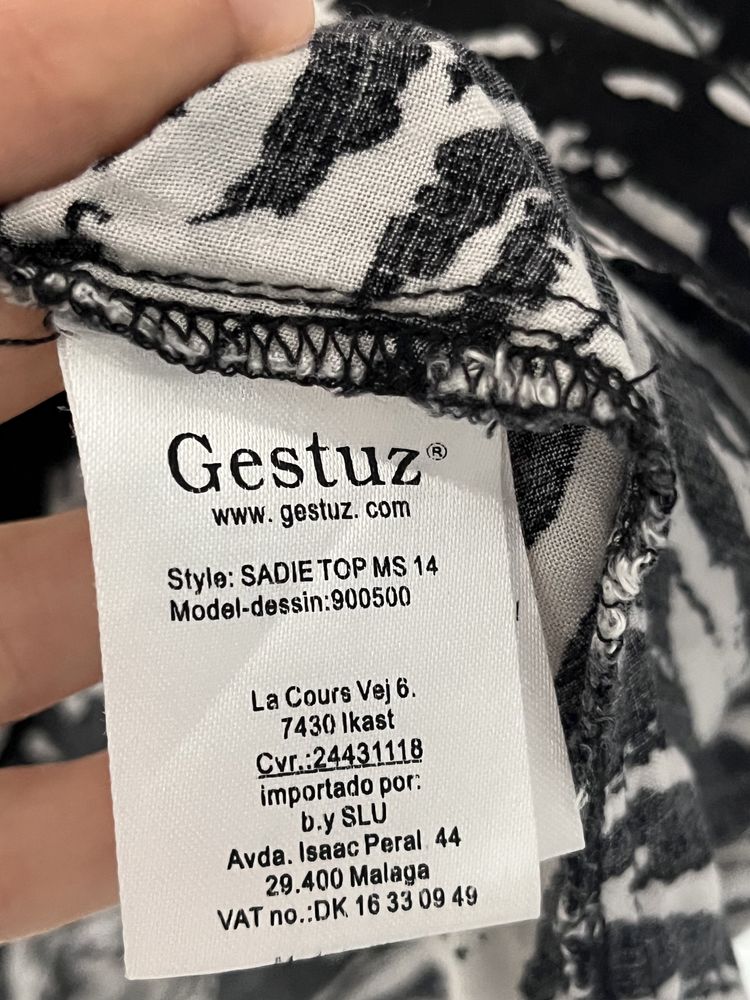 Gestuz®
www. gestuz. com
Style: SADIE TOP MS 14
Model-dessin:900500
La Cours Vej 6.
7430 Ikast
Cvr.:24431118
importado por:
b.y SLU
Avda. Isaac Peral 44
29.400 Malaga
VAT no.:DK 16 33 09 49